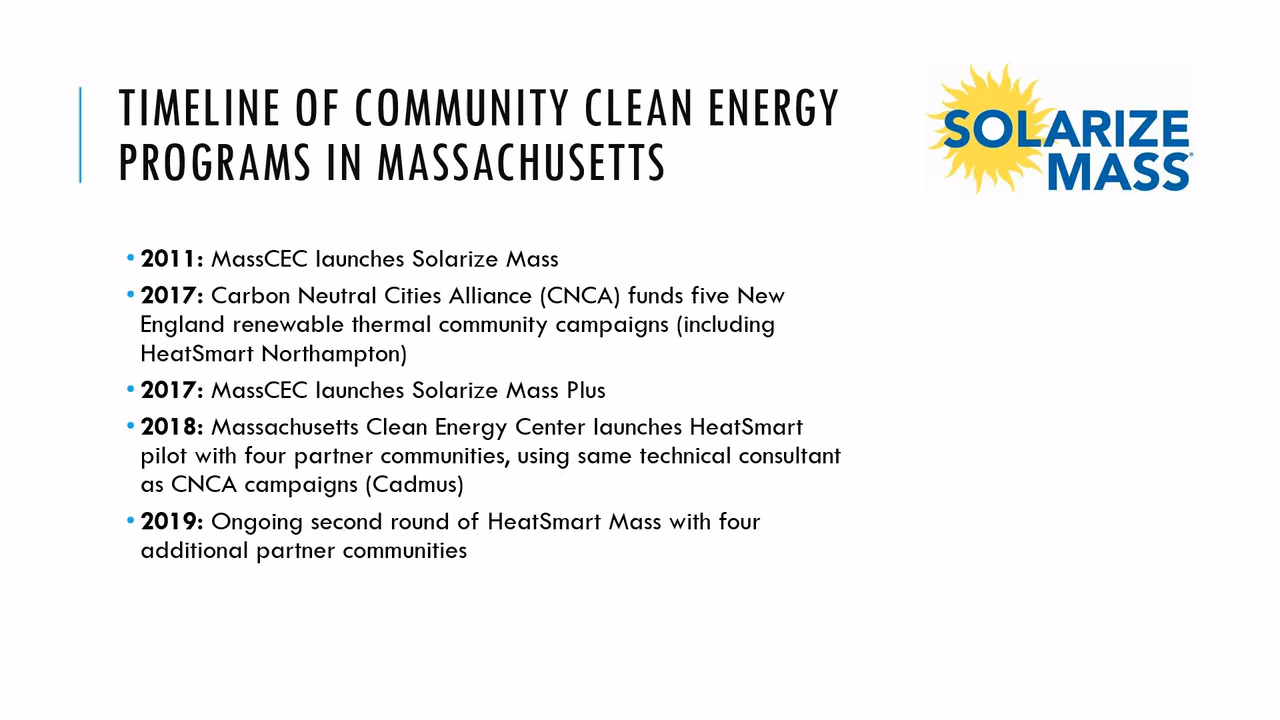 TIMELINE OF COMMUNITY CLEAN ENERGY
PROGRAMS IN MASSACHUSETTS
SOLARIZE
MASS®
• 2011: MassCEC launches Solarize Mass
• 2017: Carbon Neutral Cities Alliance (CNCA) funds five New
England renewable thermal community campaigns (including
HeatSmart Northampton)
• 2017: MassCEC launches Solarize Mass Plus
• 2018: Massachusetts Clean Energy Center launches HeatSmart
pilot with four partner communities, using same technical consultant
as CNCA campaigns (Cadmus)
• 2019: Ongoing second round of HeatSmart Mass with four
additional partner communities